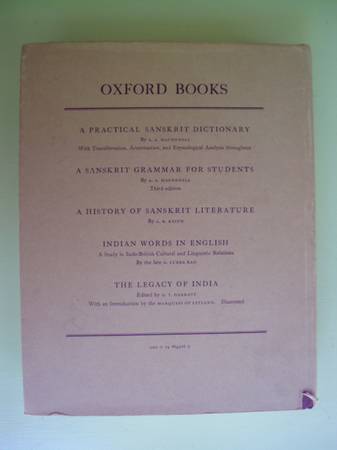 OXFORD BOOKS
A PRACTICAL SANSKRIT DICTIONARY
By A. A. MACDONELL
With Transliteration, Accentuation, and Etymological Analysis throughout
A SANSKRIT GRAMMAR FOR STUDENTS
By A. A. MACDONELL
Third edition
A HISTORY OF SANSKRIT LITERATURE
By A. B. KEITH
INDIAN WORDS IN ENGLISH
A Study in Indo-British Cultural and Linguistic Relations
By the late G. SUBBA RAO
THE LEGACY OF INDIA
Edited by G. T. GARRATT
With an Introduction by the MARQUESS OF ZETLAND. Illustrated